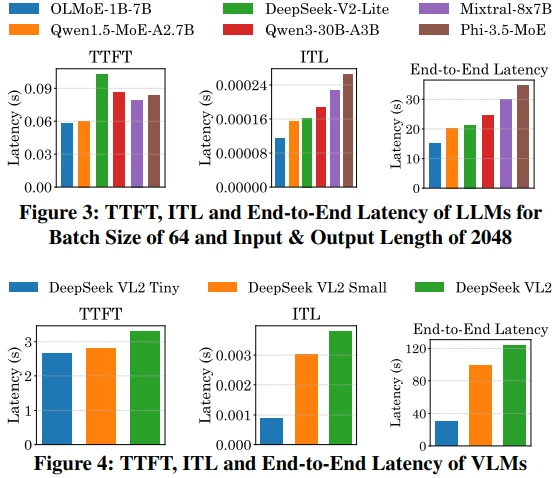 OLMoE-1B-7B DeepSeek-V2-Lite Mixtral-8x7B
Qwen1.5-MoE-A2.7B Qwen3-30B-A3B Phi-3.5-MoE
TTFT ITL End-to-End Latency
Latency (s) 0.09 0.06 0.03 0.00
Latency (s) 0.00024 0.00016 0.00008 0.00000
Latency (s) 30 20 10 0
Figure 3: TTFT, ITL and End-to-End Latency of LLMs for
Batch Size of 64 and Input & Output Length of 2048
DeepSeek VL2 Tiny DeepSeek VL2 Small DeepSeek VL2
TTFT ITL End-to-End Latency
Latency (s) 3 2 1 0
Latency (s) 0.003 0.002 0.001 0.000
Latency (s) 120 80 40 0
Figure 4: TTFT, ITL and End-to-End Latency of VLMs